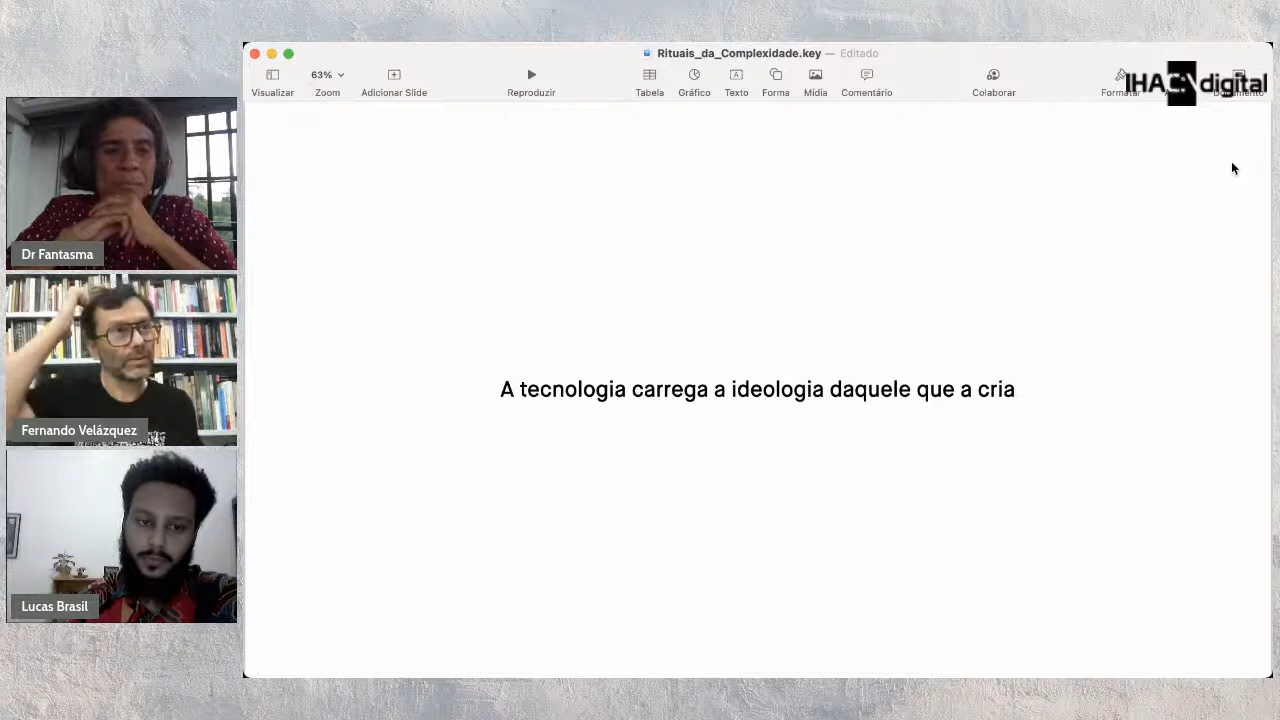 Rituais_da_Complexidade.key — Editado
63%
Visualizar
Zoom
Adicionar Slide
Reproduzir
Tabela
Gráfico
Texto
Forma
Mídia
Comentário
Colaborar
Formatar
Documento
IHAC digital
Dr Fantasma
A tecnologia carrega a ideologia daquele que a cria
Fernando Velázquez
Lucas Brasil